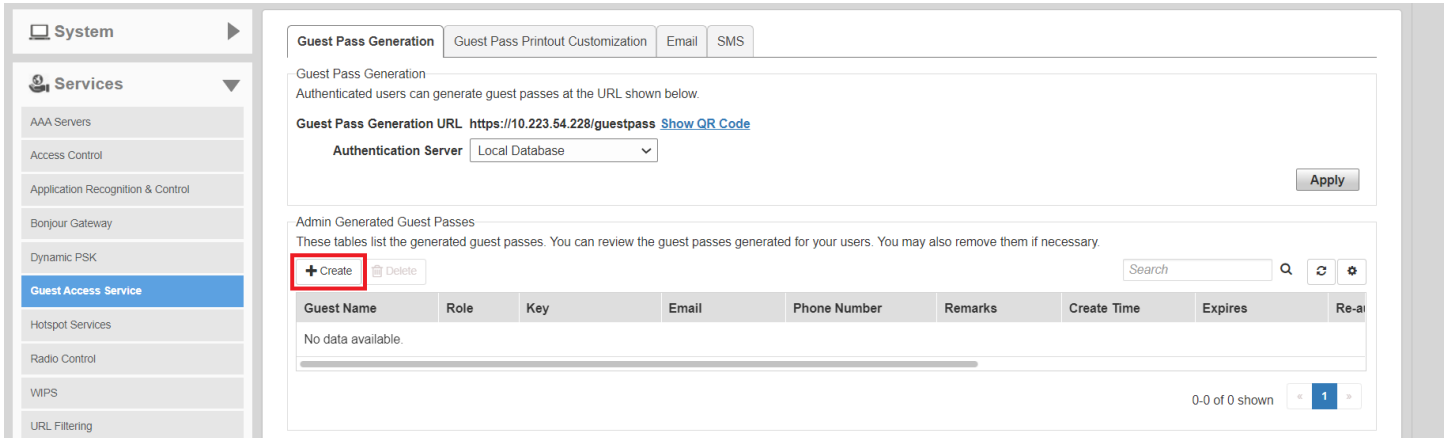 System
Services
AAA Servers
Access Control
Application Recognition & Control
Bonjour Gateway
Dynamic PSK
Guest Access Service
Hotspot Services
Radio Control
WIPS
URL Filtering
Guest Pass Generation Guest Pass Printout Customization Email SMS
Guest Pass Generation
Authenticated users can generate guest passes at the URL shown below.
Guest Pass Generation URL https://10.223.54.228/guestpass Show QR Code
Authentication Server Local Database
Apply
Admin Generated Guest Passes
These tables list the generated guest passes. You can review the guest passes generated for your users. You may also remove them if necessary.
Create Delete Search
Guest Name Role Key Email Phone Number Remarks Create Time Expires Re-au
No data available.
0-0 of 0 shown « 1 »